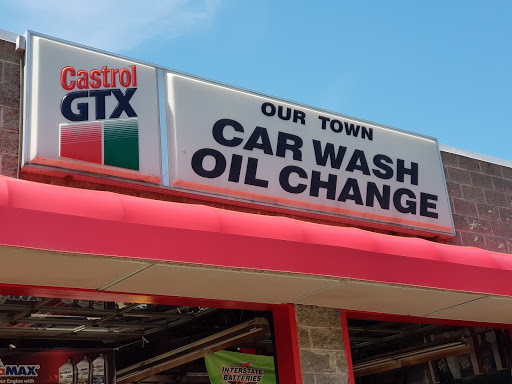 Castrol
GTX
OUR TOWN
CAR WASH
OIL CHANGE
INTERSTATE
BATTERIES
MAX